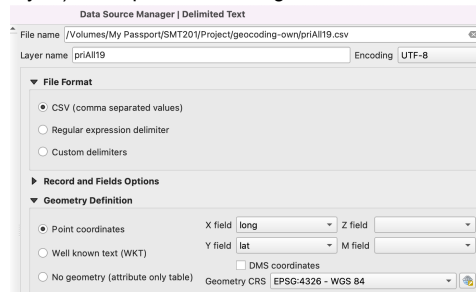 Data Source Manager | Delimited Text
File name /Volumes/My Passport/SMT201/Project/geocoding-own/priAll19.csv
Layer name priAll19 Encoding UTF-8
File Format
CSV (comma separated values)
Regular expression delimiter
Custom delimiters
Record and Fields Options
Geometry Definition
Point coordinates X field long Z field
Well known text (WKT) Y field lat M field
DMS coordinates
No geometry (attribute only table) Geometry CRS EPSG:4326 - WGS 84